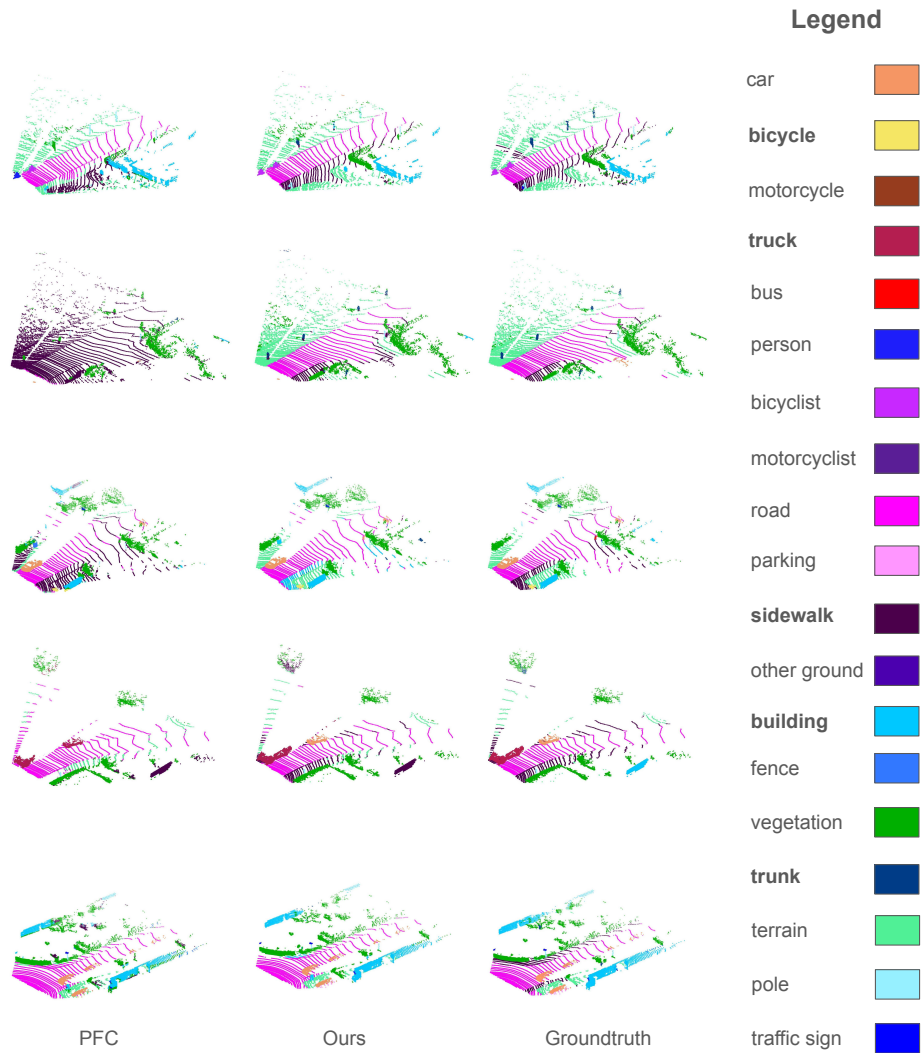 Legend
car
bicycle
motorcycle
truck
bus
person
bicyclist
motorcyclist
road
parking
sidewalk
other ground
building
fence
vegetation
trunk
terrain
pole
traffic sign
PFC
Ours
Groundtruth